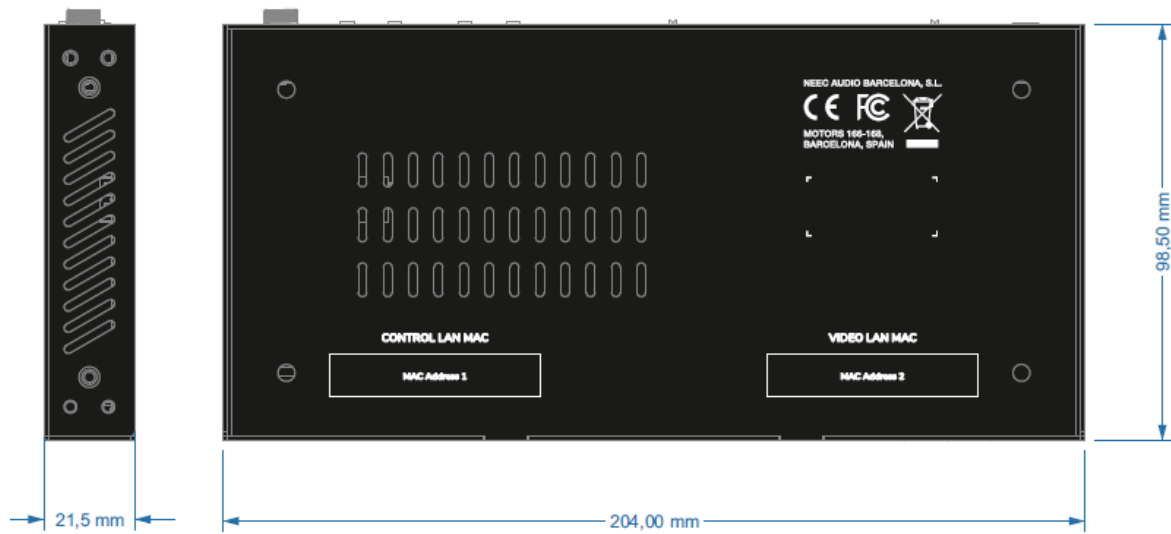 NEEC AUDIO BARCELONA, S.L.
CE FC
MOTORS 166-168,
BARCELONA, SPAIN
CONTROL LAN MAC
MAC Address 1
VIDEO LAN MAC
MAC Address 2
98,50 mm
21,5 mm
204,00 mm